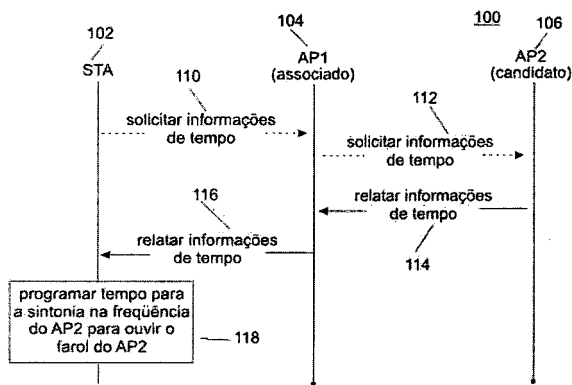 100
102
STA
104
AP1
(associado)
106
AP2
(candidato)
110
solicitar informações
de tempo
112
solicitar informações
de tempo
relatar informações
de tempo
114
116
relatar informações
de tempo
programar tempo para
a sintonia na freqüência
do AP2 para ouvir o
farol do AP2
118